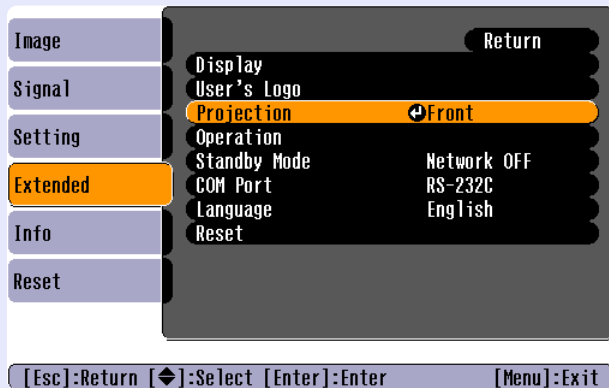 Image
Signal
Setting
Extended
Info
Reset
Return
Display
User's Logo
Projection Front
Operation
Standby Mode Network OFF
COM Port RS-232C
Language English
Reset
[Esc]:Return [◆]:Select [Enter]:Enter [Menu]:Exit